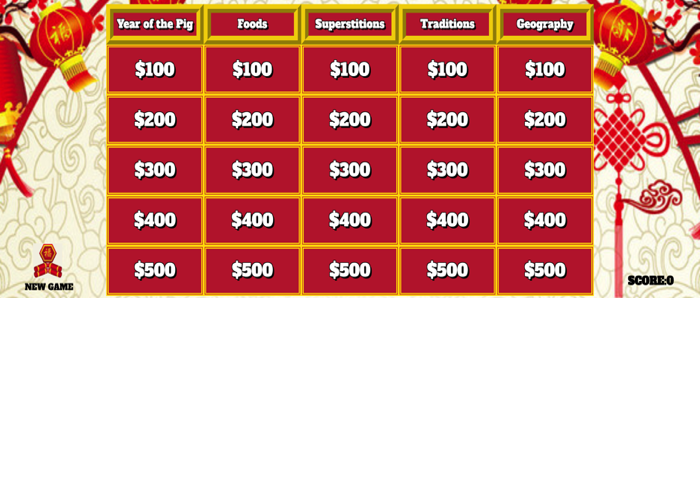 Year of the Pig Foods Superstitions Traditions Geography
$100 $100 $100 $100 $100
$200 $200 $200 $200 $200
$300 $300 $300 $300 $300
$400 $400 $400 $400 $400
$500 $500 $500 $500 $500
NEW GAME
SCORE:0